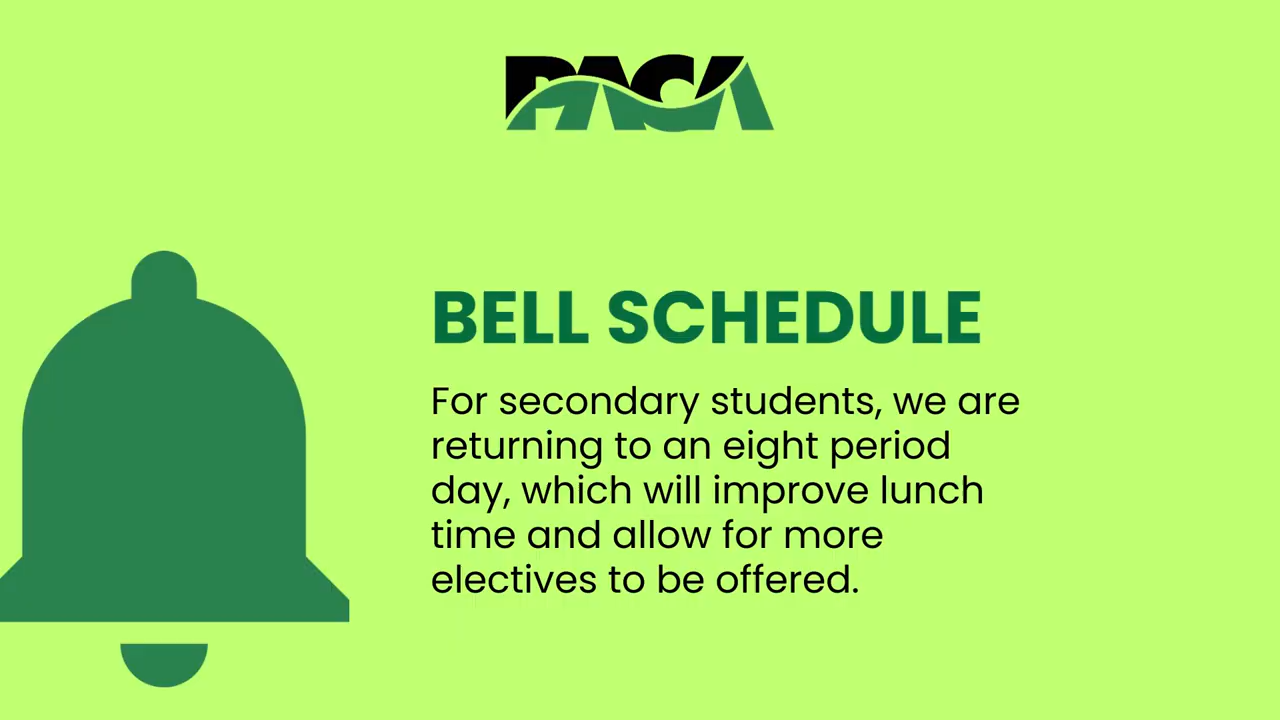 PACA
BELL SCHEDULE
For secondary students, we are
returning to an eight period
day, which will improve lunch
time and allow for more
electives to be offered.